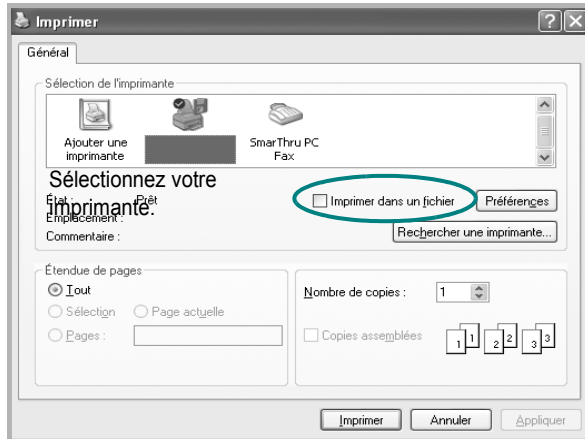 Imprimer
Général
Sélection de l'imprimante
Ajouter une
imprimante
SmarThru PC
Fax
Sélectionnez votre
imprimante.
État : Prêt
Emplacement :
Commentaire :
Imprimer dans un fichier
Préférences
Rechercher une imprimante...
Étendue de pages
Tout
Sélection
Page actuelle
Pages :
Nombre de copies : 1
Copies assemblées
1 1 2 2 3 3
Imprimer
Annuler
Appliquer